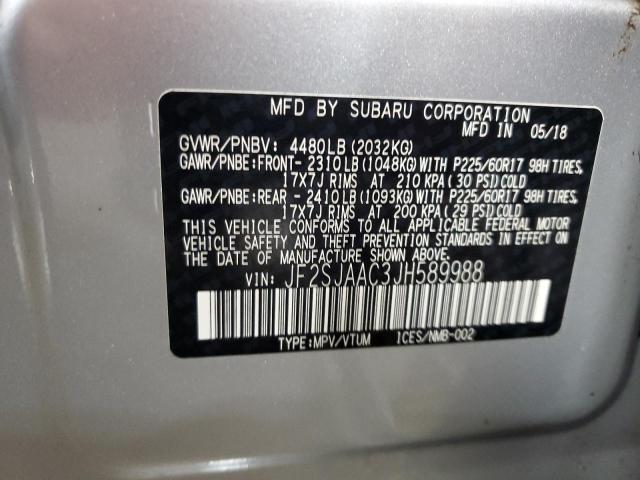 MFD BY SUBARU CORPORATION
MFD IN 05/18
GVWR/PNBV: 4480LB (2032KG)
GAWR/PNBE:FRONT- 2310LB (1048KG) WITH P225/60R17 98H TIRES,
17X7J RIMS AT 210 KPA (30 PSI) COLD
GAWR/PNBE:REAR - 2410LB (1093KG) WITH P225/60R17 98H TIRES,
17X7J RIMS AT 200 KPA (29 PSI) COLD
THIS VEHICLE CONFORMS TO ALL APPLICABLE FEDERAL MOTOR
VEHICLE SAFETY AND THEFT PREVENTION STANDARDS IN EFFECT ON
THE DATE OF MANUFACTURE SHOWN ABOVE.
VIN: JF2SJAAC3JH589988
TYPE:MPV/VTUM ICES/NMB-002